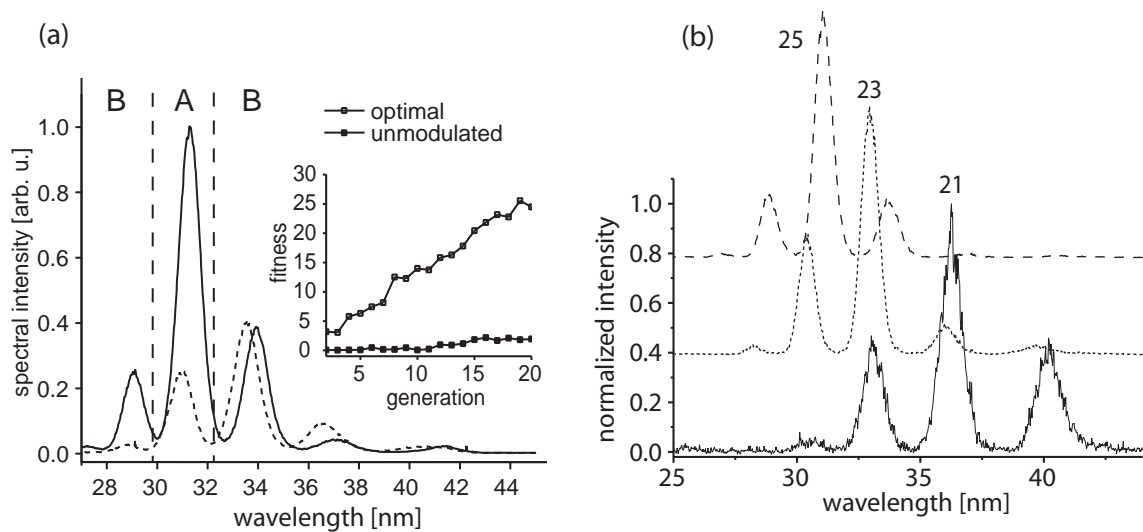 (a)
B
A
B
optimal
unmodulated
1.0
0.8
0.6
0.4
0.2
0.0
spectral intensity [arb. u.]
28 30 32 34 36 38 40 42 44
wavelength [nm]
30
25
20
15
10
5
0
fitness
5 10 15 20
generation
(b)
25
23
21
1.0
0.8
0.6
0.4
0.2
0.0
normalized intensity
25 30 35 40
wavelength [nm]